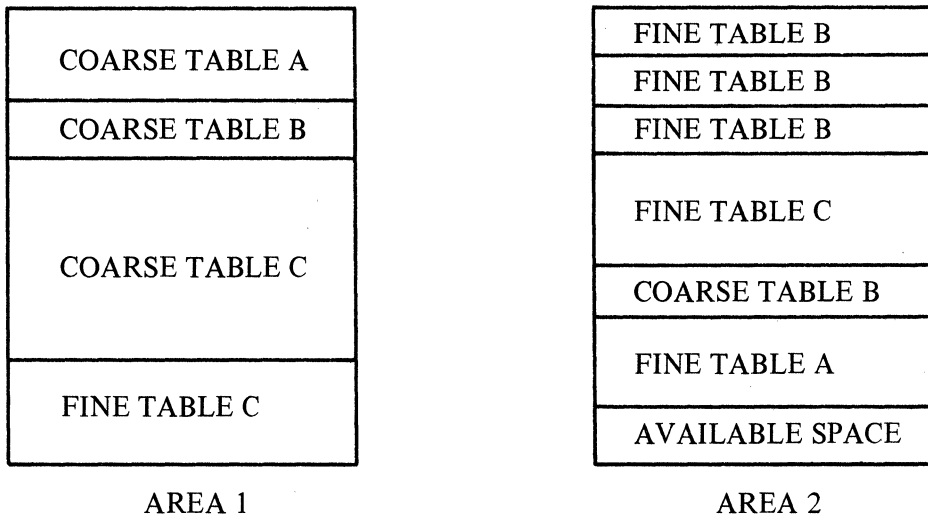 COARSE TABLE A
COARSE TABLE B
COARSE TABLE C
FINE TABLE C
AREA 1
FINE TABLE B
FINE TABLE B
FINE TABLE B
FINE TABLE C
COARSE TABLE B
FINE TABLE A
AVAILABLE SPACE
AREA 2